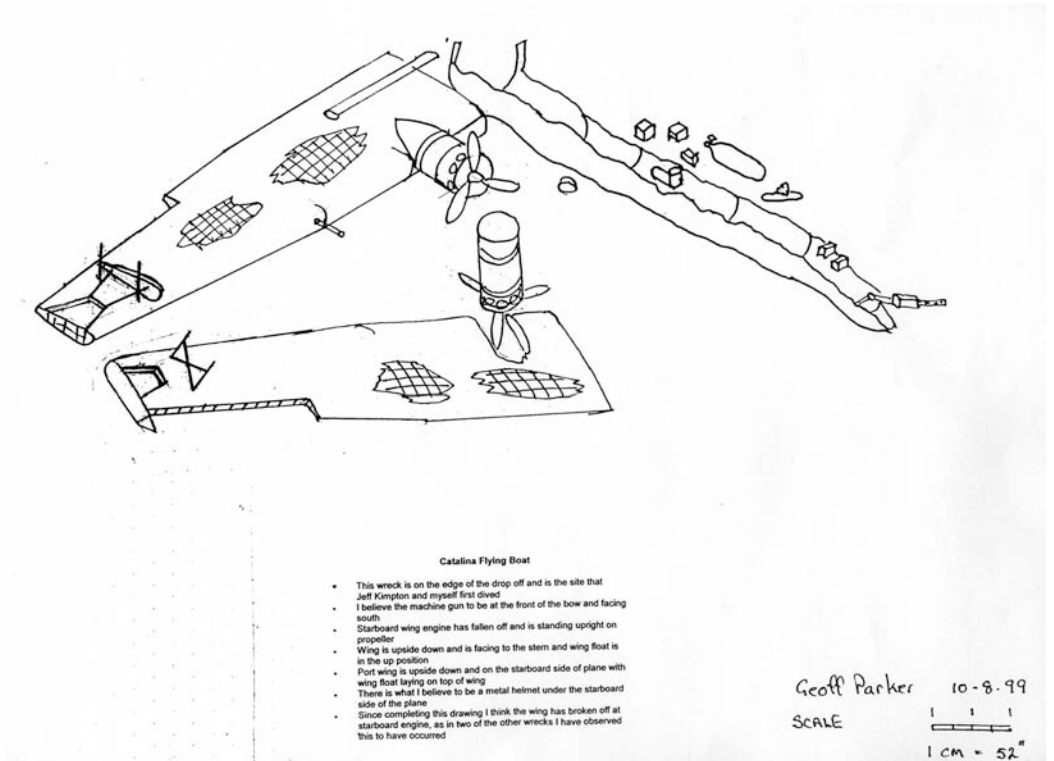 Catalina Flying Boat
• This wreck is on the edge of the drop off and is the site that
Jeff Kimpton and myself first dived
• I believe the machine gun to be at the front of the bow and facing
south
• Starboard wing engine has fallen off and is standing upright on
propeller
• Wing is upside down and is facing to the stern and wing float is
in the up position
• Port wing is upside down and on the starboard side of plane with
wing float laying on top of wing
• There is what I believe to be a metal helmet under the starboard
side of the plane
• Since completing this drawing I think the wing has broken off at
starboard engine, as in two of the other wrecks I have observed
this to have occurred
Geoff Parker 10-8-99
SCALE
1 CM = 52"